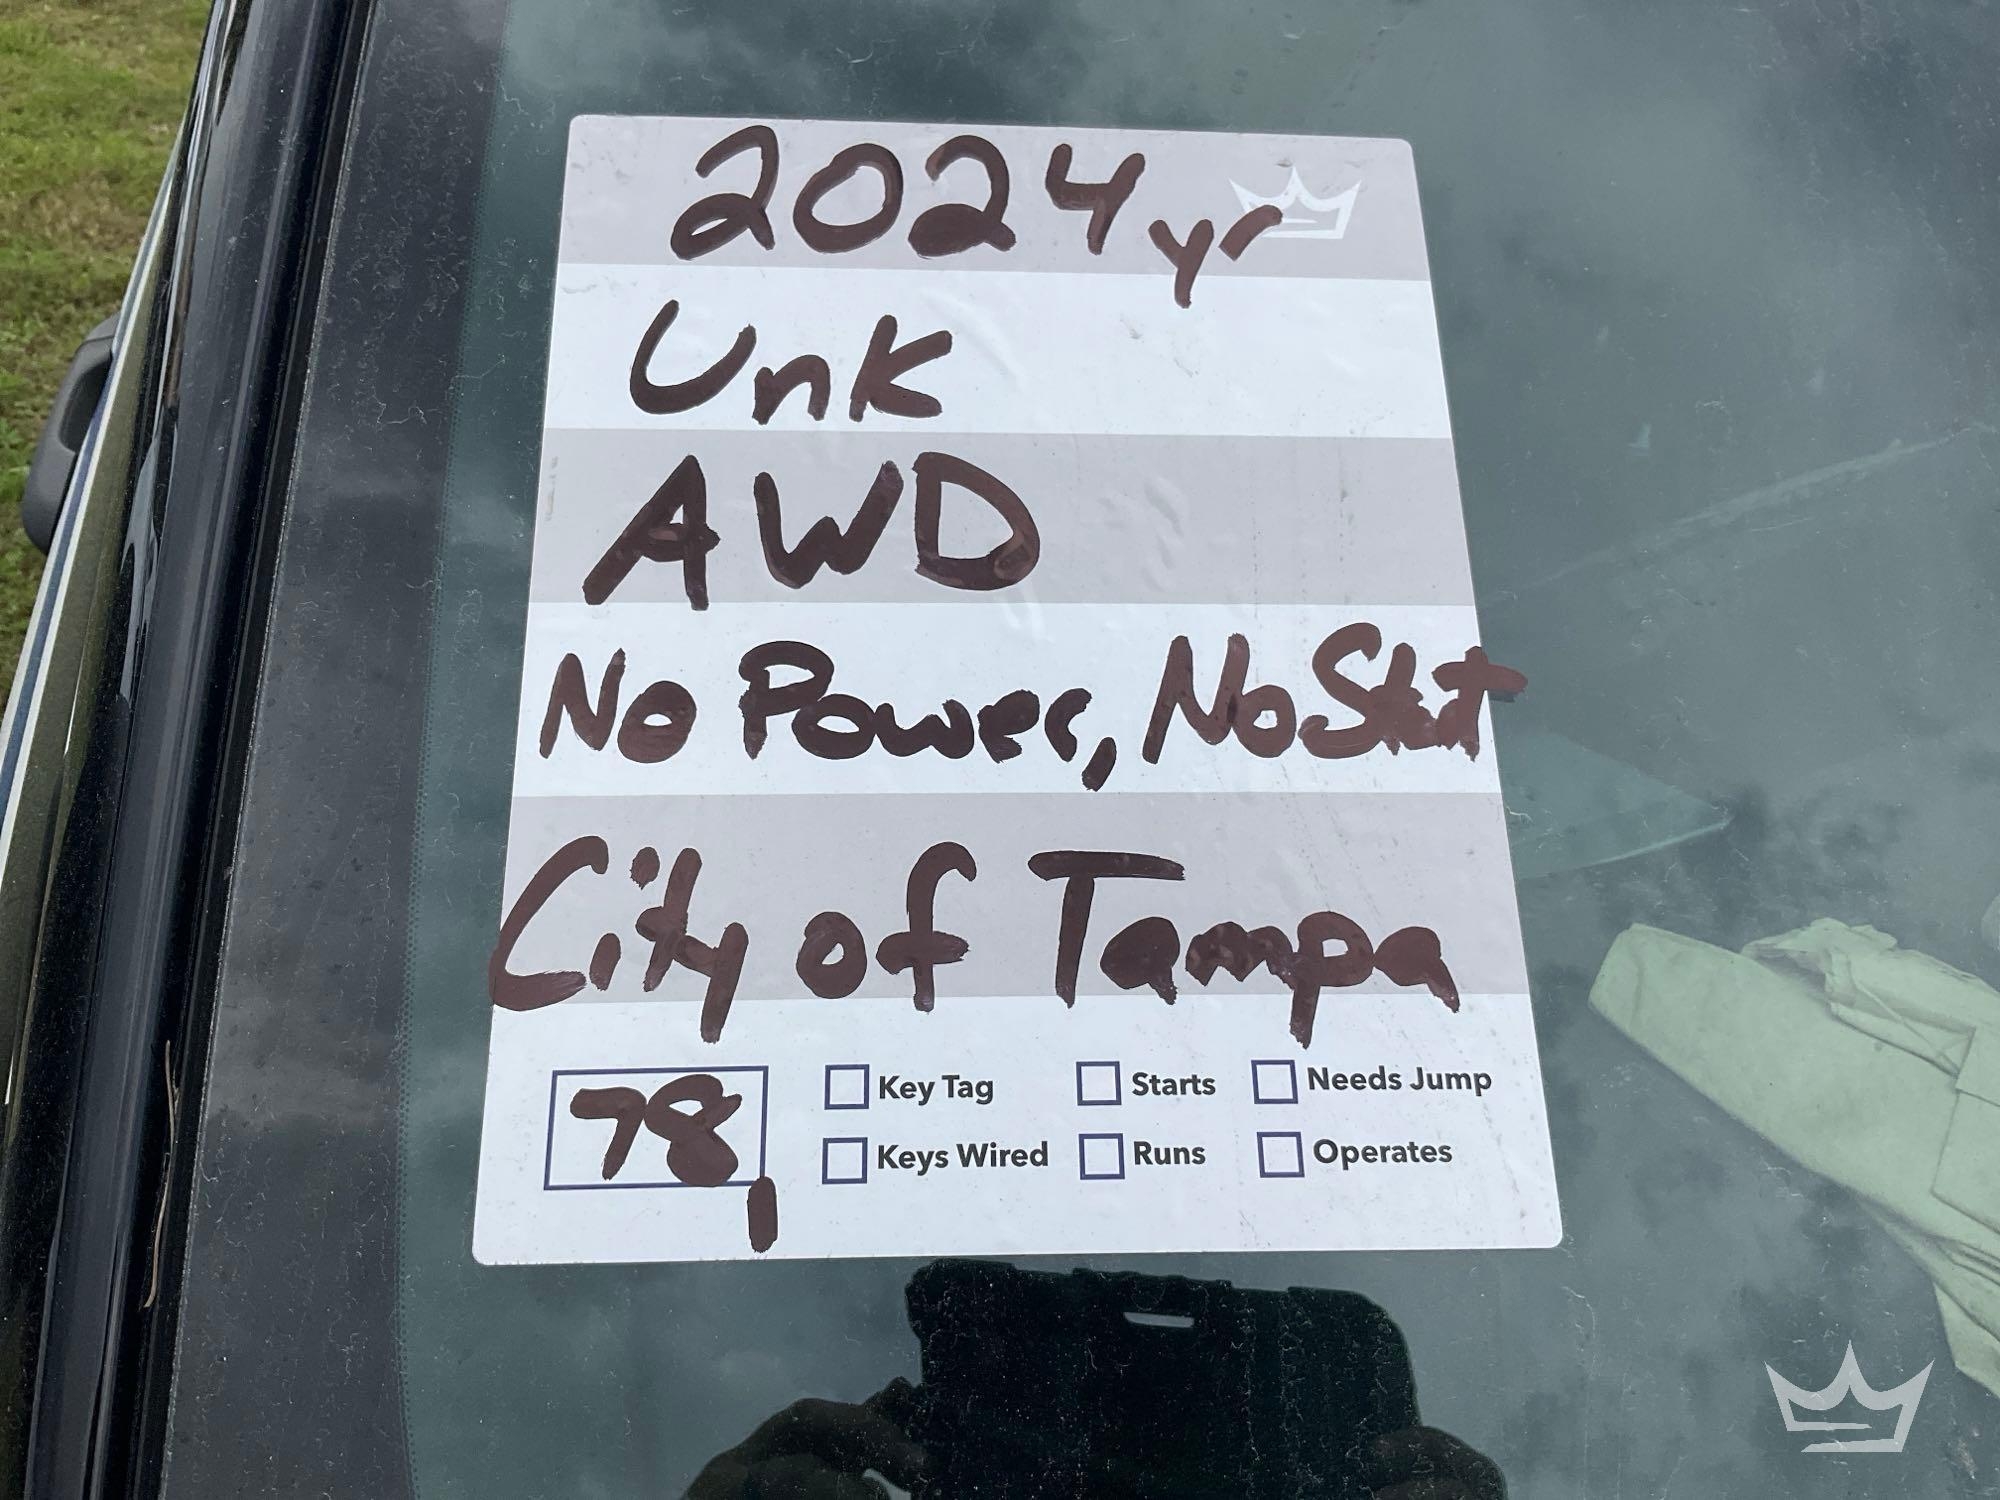 2024 yr
Unk
AWD
No Power, No Stat
City of Tampa
78,
Key Tag
Starts
Needs Jump
Keys Wired
Runs
Operates